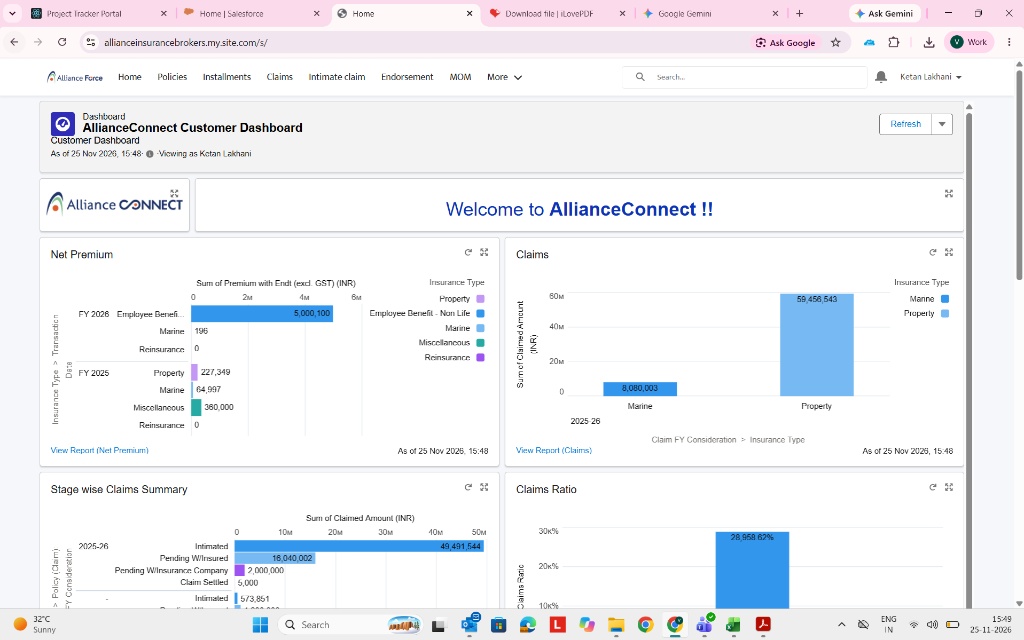 Project Tracker Portal
Home | Salesforce
Home
Download file | iLovePDF
Google Gemini
Ask Gemini
allianceinsurancebrokers.my.site.com/s/
Ask Google
V Work
Alliance Force
Home Policies Installments Claims Intimate claim Endorsement MOM More
Search...
Ketan Lakhani
Dashboard
AllianceConnect Customer Dashboard
Customer Dashboard
As of 25 Nov 2026, 15:48· ·Viewing as Ketan Lakhani
Refresh
Alliance CONNECT
Welcome to AllianceConnect !!
Net Premium
Sum of Premium with Endt (excl. GST) (INR)
0 2M 4M 6M
Insurance Type > Transaction Date
FY 2026 Employee Benefi... 5,000,100
Marine 196
Reinsurance 0
FY 2025 Property 227,349
Marine 64,997
Miscellaneous 360,000
Reinsurance 0
Insurance Type
Property
Employee Benefit - Non Life
Marine
Miscellaneous
Reinsurance
View Report (Net Premium)
As of 25 Nov 2026, 15:48
Claims
Sum of Claimed Amount (INR)
60M
40M
20M
0
59,456,543
8,080,003
Marine Property
2025-26
Claim FY Consideration > Insurance Type
Insurance Type
Marine
Property
View Report (Claims)
As of 25 Nov 2026, 15:48
Stage wise Claims Summary
Sum of Claimed Amount (INR)
0 10M 20M 30M 40M 50M
> Policy (Claim)
FY Consideration
2025-26 Intimated 49,491,544
Pending W/Insured 16,040,002
Pending W/Insurance Company 2,000,000
Claim Settled 5,000
- Intimated 573,851
Claims Ratio
Claims Ratio
30K%
20K%
10K%
28,958.62%
32°C
Sunny
Search
ENG
IN
15:49
25-11-2026